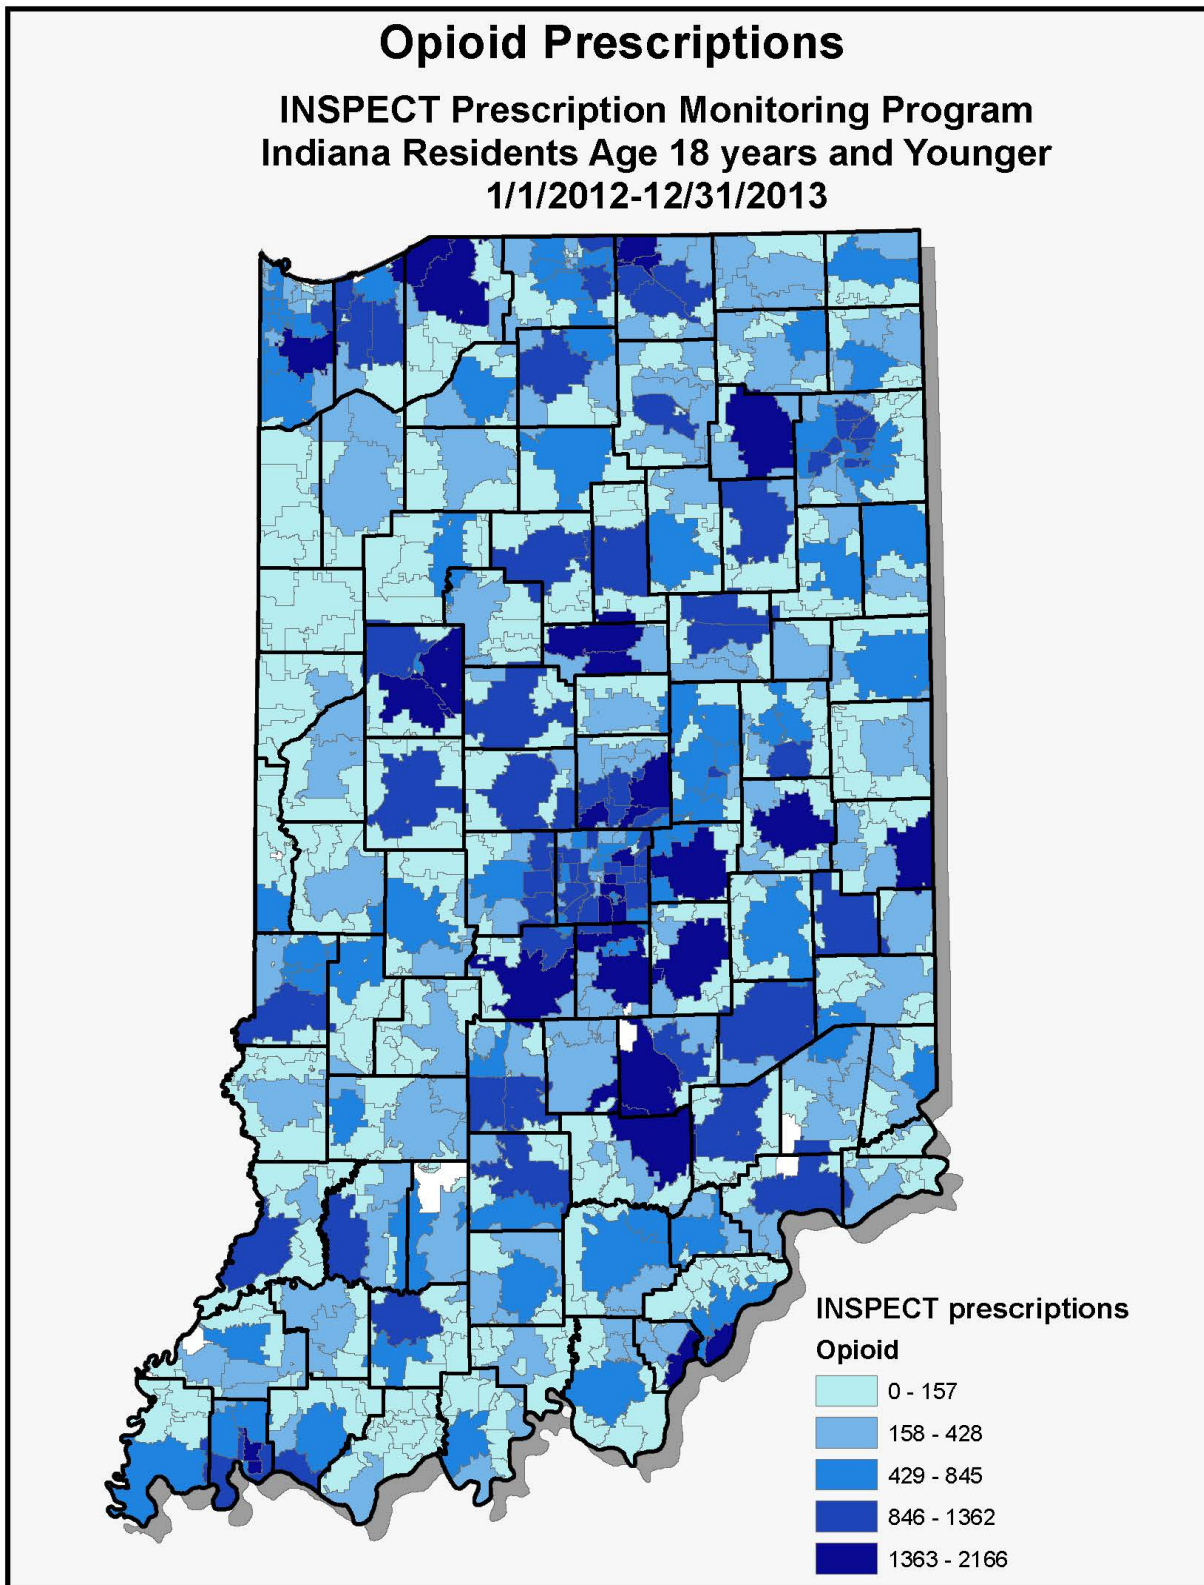 Opioid Prescriptions
INSPECT Prescription Monitoring Program
Indiana Residents Age 18 years and Younger
1/1/2012-12/31/2013
INSPECT prescriptions
Opioid
0 - 157
158 - 428
429 - 845
846 - 1362
1363 - 2166